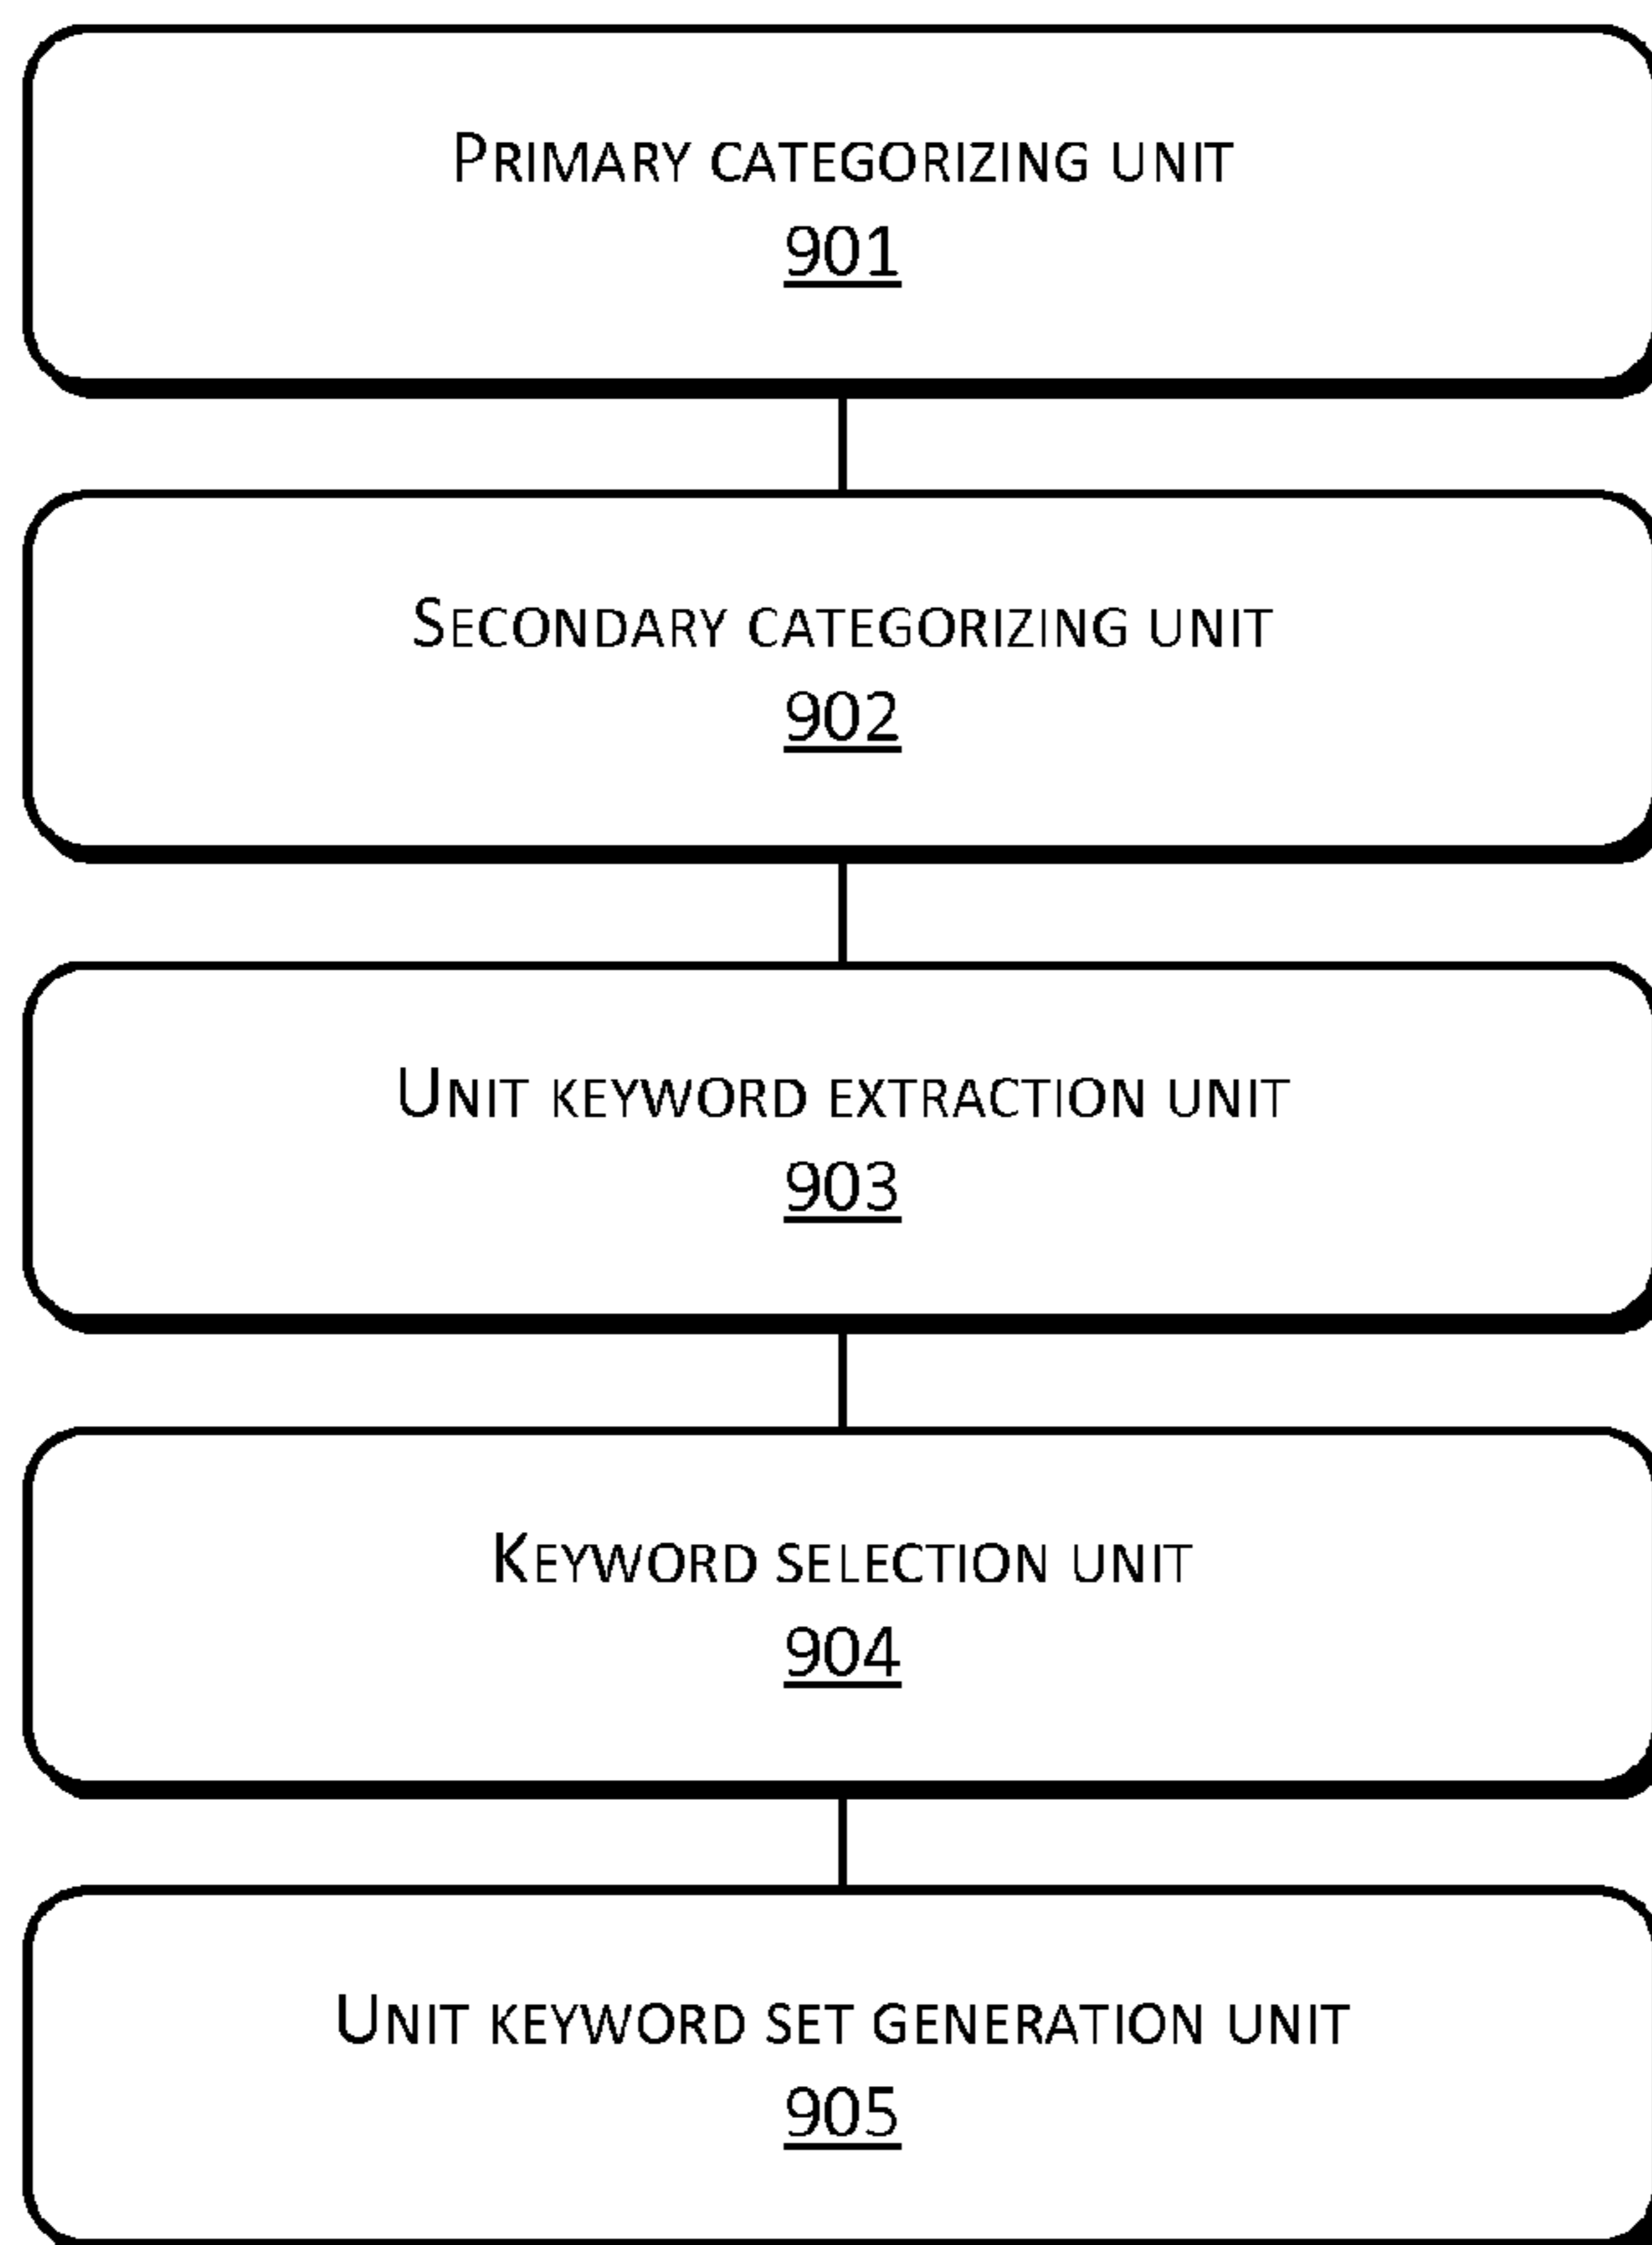 Primary categorizing unit
901
Secondary categorizing unit
902
Unit keyword extraction unit
903
Keyword selection unit
904
Unit keyword set generation unit
905